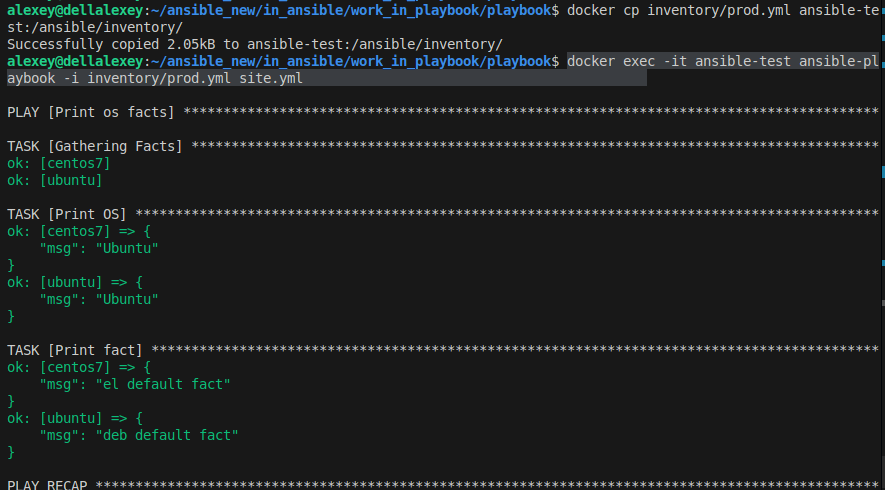 alexey@dellalexey:~/ansible_new/in_ansible/work_in_playbook/playbook$ docker cp inventory/prod.yml ansible-te
st:/ansible/inventory/
Successfully copied 2.05kB to ansible-test:/ansible/inventory/
alexey@dellalexey:~/ansible_new/in_ansible/work_in_playbook/playbook$ docker exec -it ansible-test ansible-pl
aybook -i inventory/prod.yml site.yml
PLAY [Print os facts] ***************************************************************************************
TASK [Gathering Facts] **************************************************************************************
ok: [centos7]
ok: [ubuntu]
TASK [Print OS] *********************************************************************************************
ok: [centos7] => {
    "msg": "Ubuntu"
}
ok: [ubuntu] => {
    "msg": "Ubuntu"
}
TASK [Print fact] *******************************************************************************************
ok: [centos7] => {
    "msg": "el default fact"
}
ok: [ubuntu] => {
    "msg": "deb default fact"
}
PLAY RECAP **************************************************************************************************